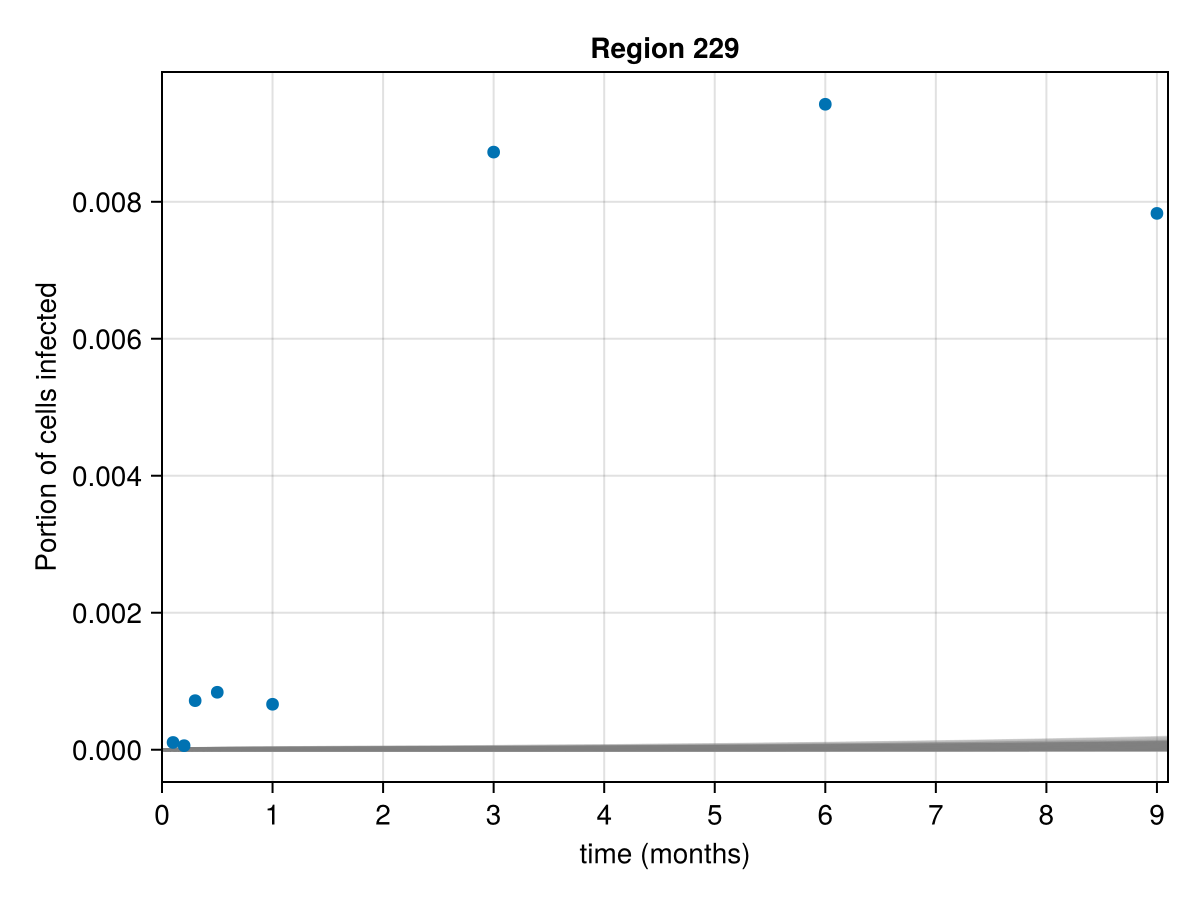 Region 229
Portion of cells infected
0.008
0.006
0.004
0.002
0.000
0 1 2 3 4 5 6 7 8 9
time (months)